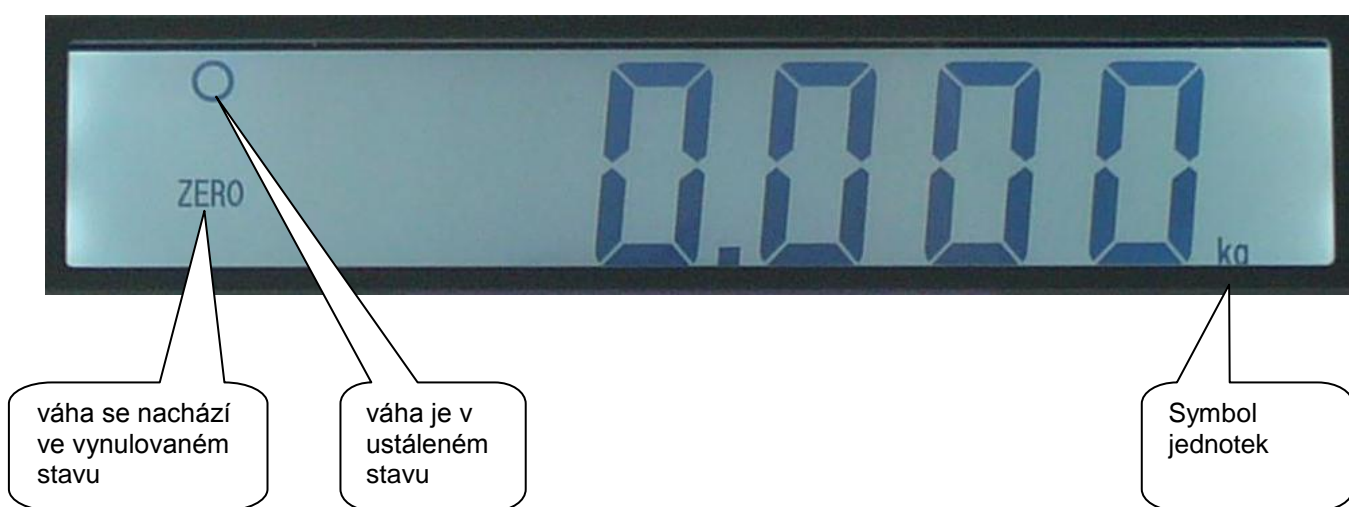 0.000
kg
ZERO
váha se nachází
ve vynulovaném
stavu
váha je v
ustáleném
stavu
Symbol
jednotek